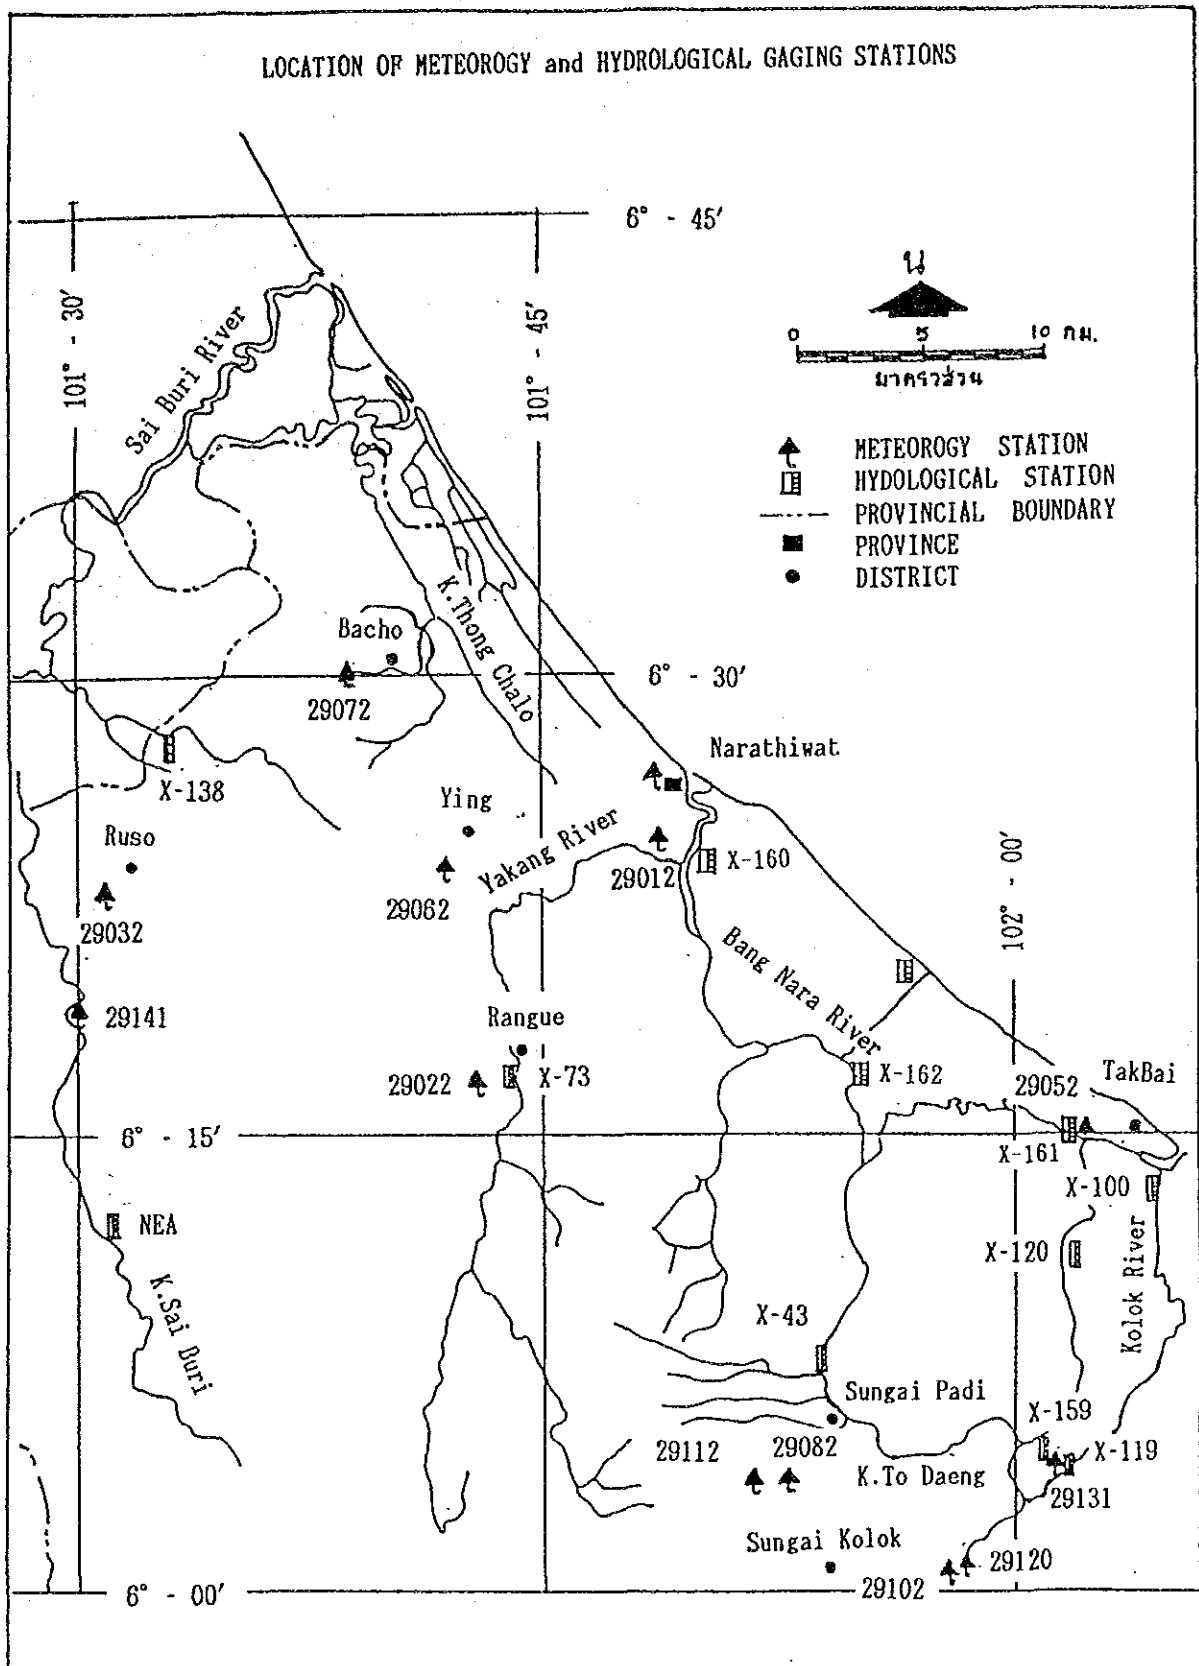 LOCATION OF METEOROGY and HYDROLOGICAL GAGING STATIONS
6° - 45'
101° - 30'
101° - 45'
Sai Buri River
น
0 5 10 กม.
มาตราส่วน
METEOROGY STATION
HYDOLOGICAL STATION
PROVINCIAL BOUNDARY
PROVINCE
DISTRICT
K.Thong Chalo
Bacho
6° - 30'
29072
Narathiwat
X-138
Ying
Ruso
Yakang River
X-160
29012
29062
29032
102° - 00'
Bang Nara River
29141
Rangue
29022
X-73
X-162
29052
TakBai
6° - 15'
X-161
X-100
NEA
X-120
Kolok River
K.Sai Buri
X-43
Sungai Padi
X-159
29112
29082
X-119
K.To Daeng
29131
Sungai Kolok
29120
29102
6° - 00'